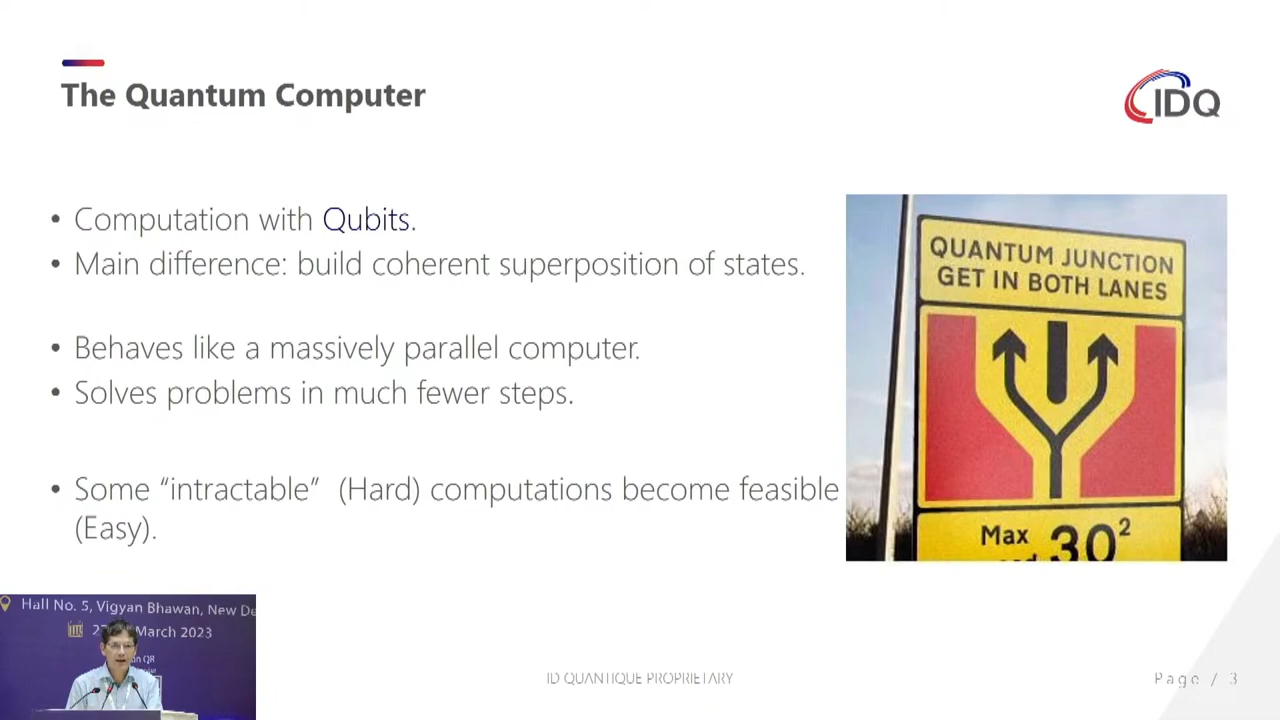 The Quantum Computer
IDQ
• Computation with Qubits.
• Main difference: build coherent superposition of states.
• Behaves like a massively parallel computer.
• Solves problems in much fewer steps.
• Some “intractable” (Hard) computations become feasible
(Easy).
QUANTUM JUNCTION
GET IN BOTH LANES
Max 30²
Hall No. 5, Vigyan Bhawan, New De
March 2023
QR
ID QUANTIQUE PROPRIETARY
Page / 3